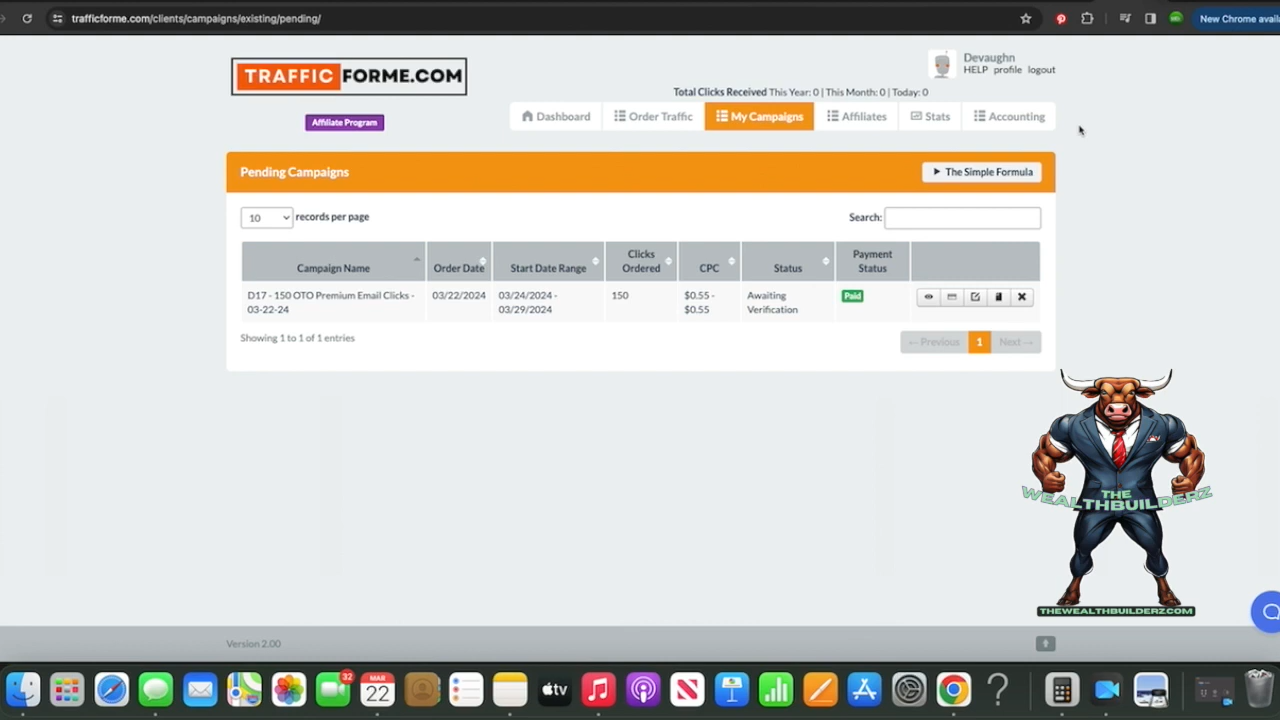 trafficforme.com/clients/campaigns/existing/pending/
New Chrome availa
TRAFFICFORME.COM
Devaughn
HELP profile logout
Total Clicks Received This Year: 0 | This Month: 0 | Today: 0
Affiliate Program
Dashboard
Order Traffic
My Campaigns
Affiliates
Stats
Accounting
Pending Campaigns
The Simple Formula
10
records per page
Search:
Campaign Name
Order Date
Start Date Range
Clicks
Ordered
CPC
Status
Payment
Status
D17 - 150 OTO Premium Email Clicks -
03-22-24
03/22/2024
03/24/2024 -
03/29/2024
150
$0.55 -
$0.55
Awaiting
Verification
Paid
Showing 1 to 1 of 1 entries
← Previous
1
Next →
THE
WEALTHBUILDERZ
THEWEALTHBUILDERZ.COM
Version 2.00
32
MAR
22
tv